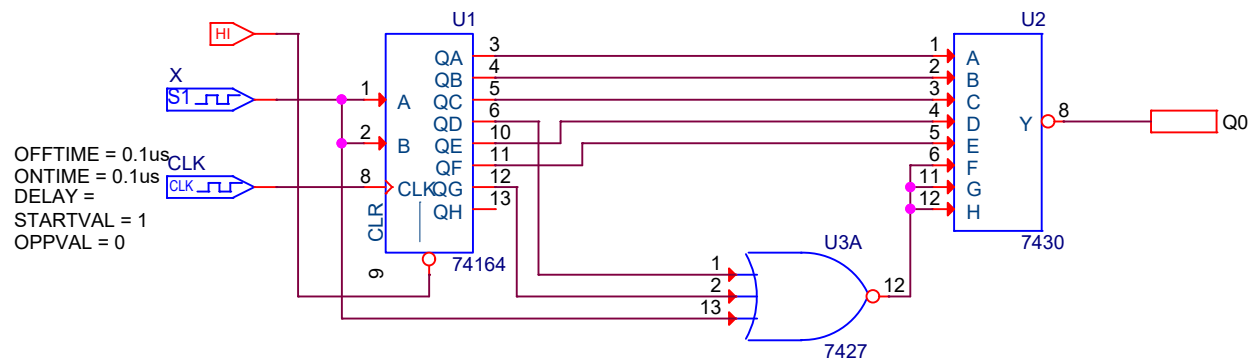 HI
X
S1
OFFTIME = 0.1us
ONTIME = 0.1us
DELAY =
STARTVAL = 1
OPPVAL = 0
CLK
CLK
U1
1
A
2
B
8
CLK
CLR
9
QA
3
QB
4
QC
5
QD
6
QE
10
QF
11
QG
12
QH
13
74164
U3A
1
2
13
12
7427
U2
1
A
2
B
3
C
4
D
5
E
6
F
11
G
12
H
Y
8
7430
Q0